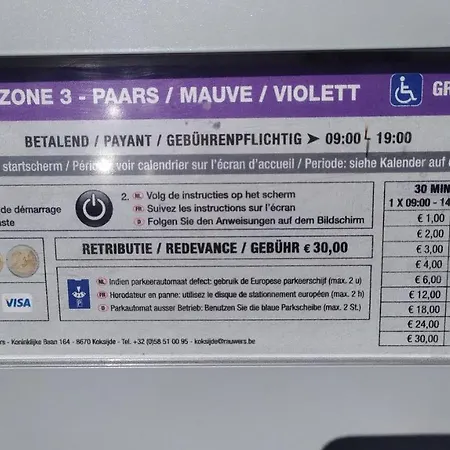 ZONE 3 - PAARS / MAUVE / VIOLETT GR
BETALEND / PAYANT / GEBÜHRENPFLICHTIG ➤ 09:00 - 19:00
startscherm / Période: voir calendrier sur l'écran d'accueil / Periode: siehe Kalender auf
de démarrage
aste
2. NL Volg de instructies op het scherm
FR Suivez les instructions sur l'écran
D Folgen Sie den Anweisungen auf dem Bildschirm
RETRIBUTIE / REDEVANCE / GEBÜHR € 30,00
NL Indien parkeerautomaat defect: gebruik de Europese parkeerschijf (max. 2 u)
FR Horodateur en panne: utilisez le disque de stationnement européen (max. 2 h)
D Parkautomat ausser Betrieb: Benutzen Sie die blaue Parkscheibe (max. 2 St.)
VISA
rs - Koninklijke Baan 164 - 8670 Koksijde - Tel. +32 (0)58 51 00 95 - koksijde@rauwers.be
30 MIN
1 X 09:00 - 14
€ 1,00
€ 2,00
€ 3,00
€ 4,00
€ 6,00
€ 12,00
€ 18,00
€ 24,00
€ 30,00